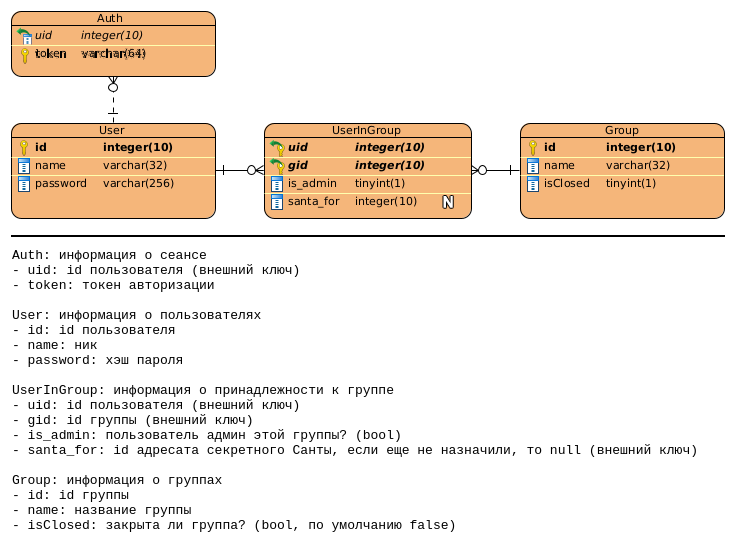 Auth
uid integer(10)
token varchar(64)
User
id integer(10)
name varchar(32)
password varchar(256)
UserInGroup
uid integer(10)
gid integer(10)
is_admin tinyint(1)
santa_for integer(10) N
Group
id integer(10)
name varchar(32)
isClosed tinyint(1)
Auth: информация о сеансе
- uid: id пользователя (внешний ключ)
- token: токен авторизации
User: информация о пользователях
- id: id пользователя
- name: ник
- password: хэш пароля
UserInGroup: информация о принадлежности к группе
- uid: id пользователя (внешний ключ)
- gid: id группы (внешний ключ)
- is_admin: пользователь админ этой группы? (bool)
- santa_for: id адресата секретного Санты, если еще не назначили, то null (внешний ключ)
Group: информация о группах
- id: id группы
- name: название группы
- isClosed: закрыта ли группа? (bool, по умолчанию false)